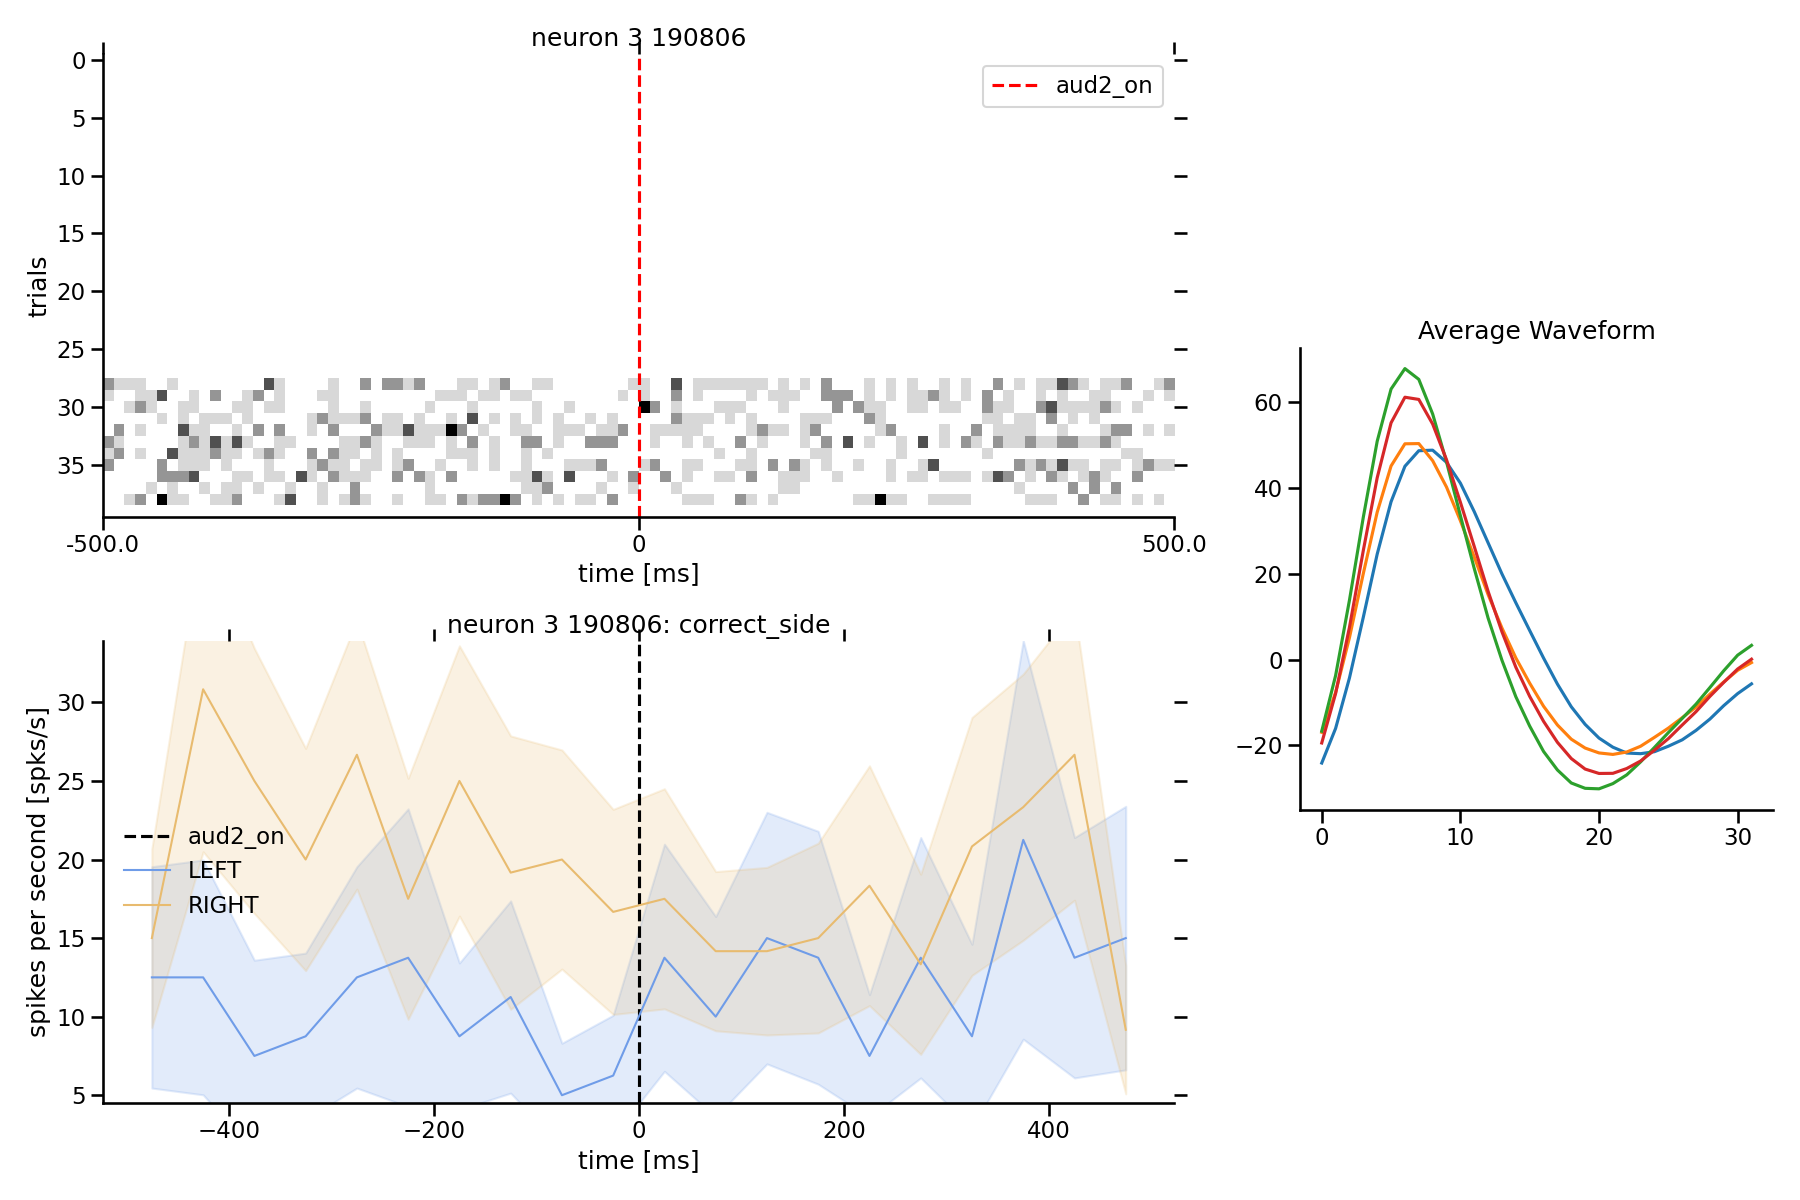 neuron 3 190806
0
5
10
15
20
25
30
35
trials
aud2_on
-500.0
0
500.0
time [ms]
neuron 3 190806: correct_side
30
25
20
15
10
5
spikes per second [spks/s]
aud2_on
LEFT
RIGHT
−400
−200
0
200
400
time [ms]
Average Waveform
60
40
20
0
−20
0
10
20
30